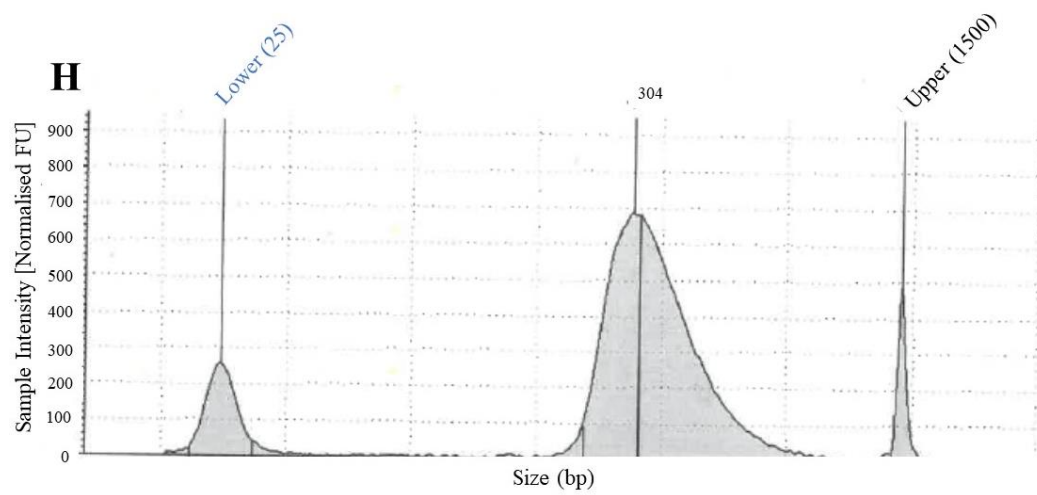 H
Lower (25)
304
Upper (1500)
Sample Intensity [Normalised FU]
900
800
700
600
500
400
300
200
100
0
Size (bp)